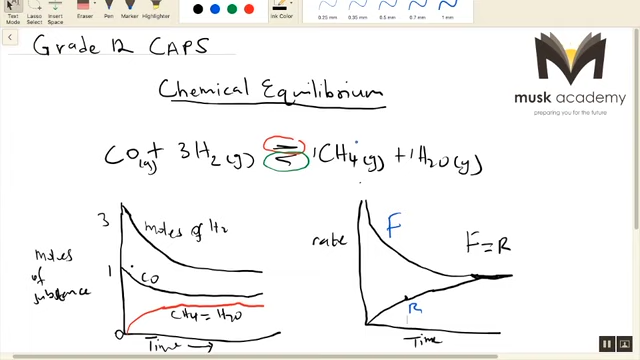 Text Mode
Lasso Select
Insert Space
Eraser
Pen
Marker
Highlighter
Ink Color
0.25 mm
0.35 mm
0.5 mm
0.7 mm
1 mm
Grade 12 CAPS
Chemical Equilibrium
musk academy
preparing you for the future
CO(g) + 3H2(g) ⇌ 1CH4(g) + 1H2O(g)
3
moles of H2
moles of substance
1
CO
CH4 = H2O
0
Time →
rate
F
F = R
R
Time